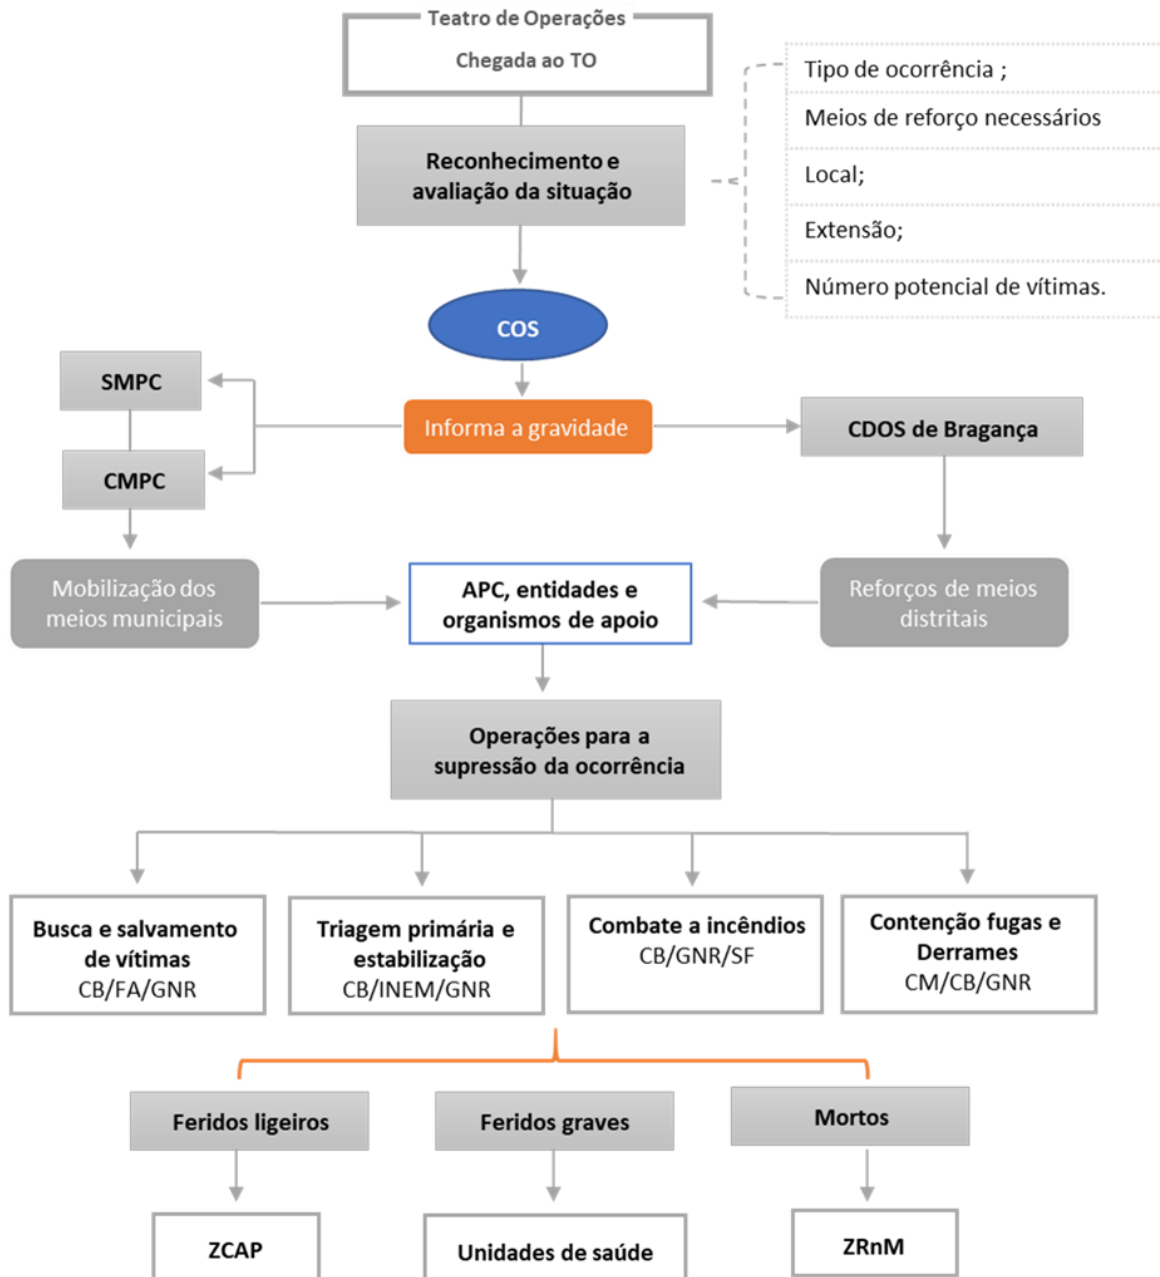 Teatro de Operações
Chegada ao TO
Tipo de ocorrência ;
Meios de reforço necessários
Local;
Extensão;
Número potencial de vítimas.
Reconhecimento e
avaliação da situação
COS
SMPC
Informa a gravidade
CDOS de Bragança
CMPC
Mobilização dos
meios municipais
APC, entidades e
organismos de apoio
Reforços de meios
distritais
Operações para a
supressão da ocorrência
Busca e salvamento
de vítimas
CB/FA/GNR
Triagem primária e
estabilização
CB/INEM/GNR
Combate a incêndios
CB/GNR/SF
Contenção fugas e
Derrames
CM/CB/GNR
Feridos ligeiros
Feridos graves
Mortos
ZCAP
Unidades de saúde
ZRnM